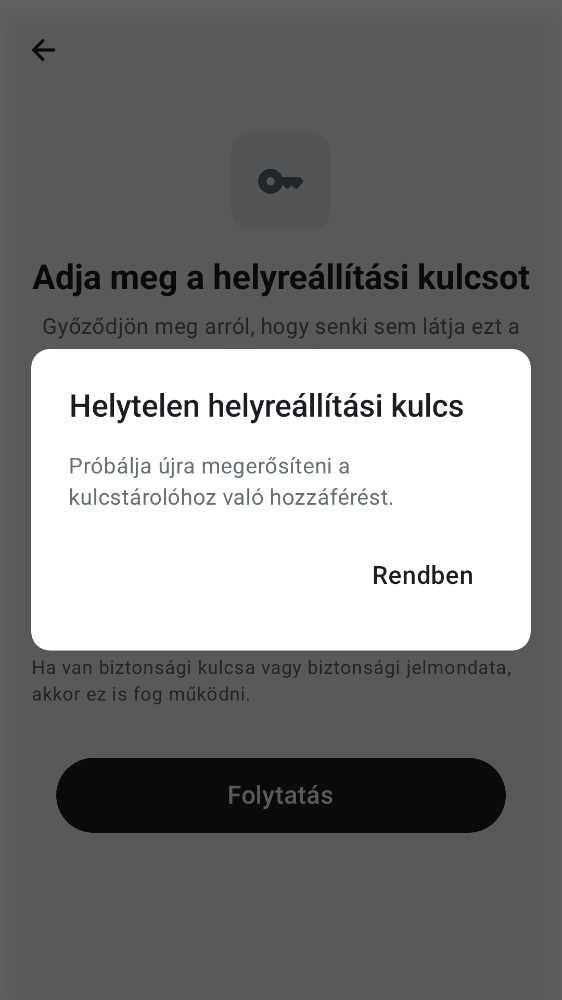 Adja meg a helyreállítási kulcsot
Győződjön meg arról, hogy senki sem látja ezt a
Helytelen helyreállítási kulcs
Próbálja újra megerősíteni a
kulcstárolóhoz való hozzáférést.
Rendben
Ha van biztonsági kulcsa vagy biztonsági jelmondata,
akkor ez is fog működni.
Folytatás